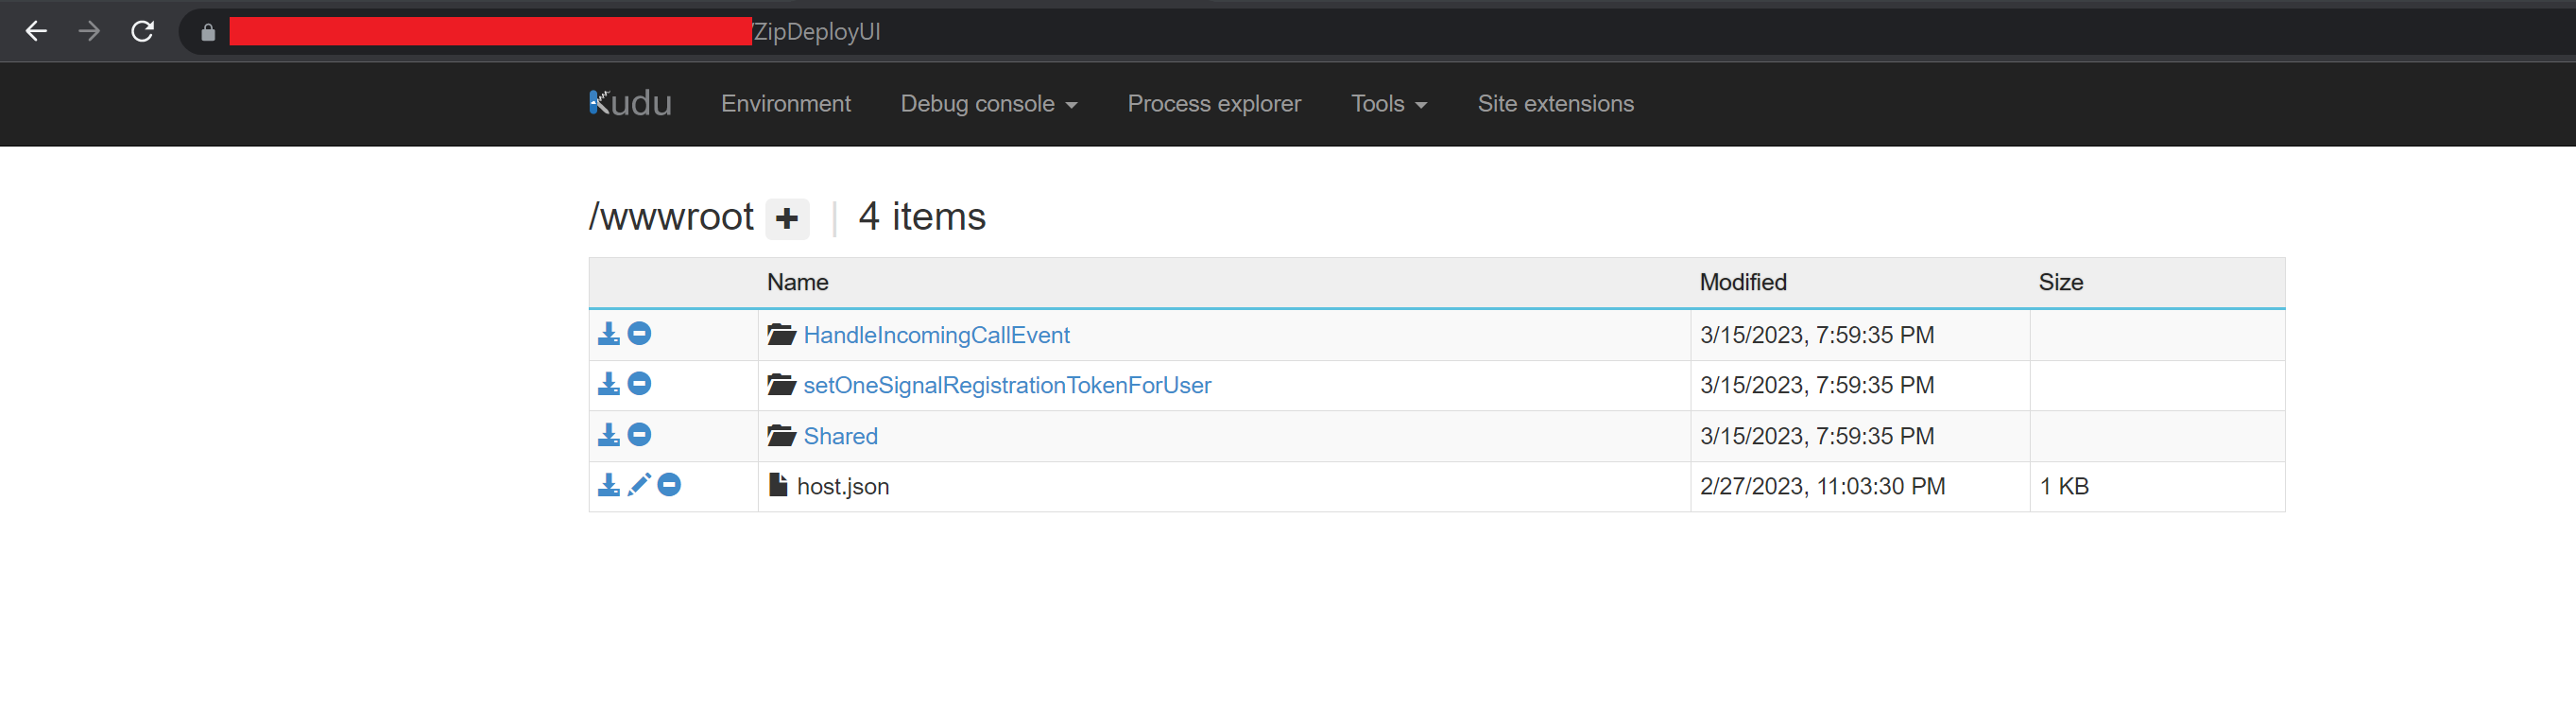 /ZipDeployUI
Kudu Environment Debug console Process explorer Tools Site extensions
/wwwroot | 4 items
Name Modified Size
HandleIncomingCallEvent 3/15/2023, 7:59:35 PM
setOneSignalRegistrationTokenForUser 3/15/2023, 7:59:35 PM
Shared 3/15/2023, 7:59:35 PM
host.json 2/27/2023, 11:03:30 PM 1 KB